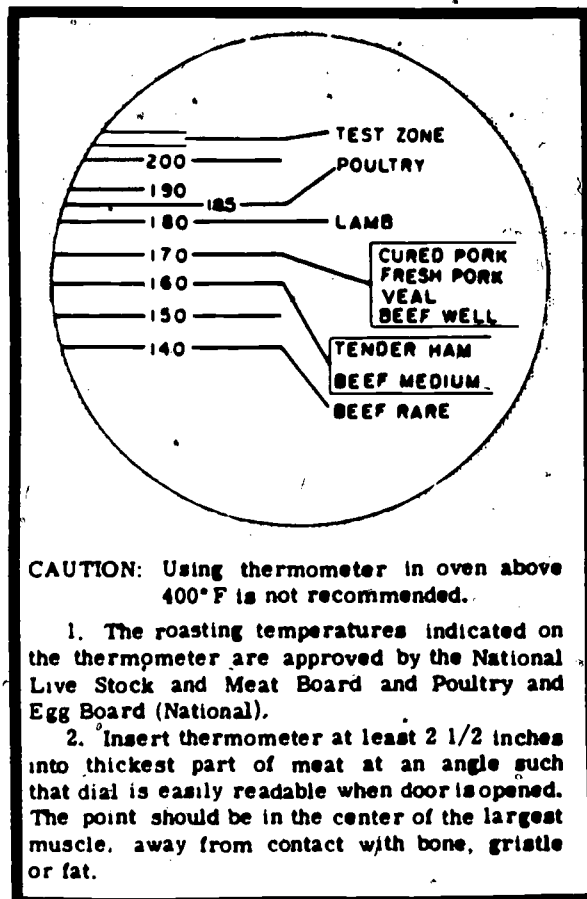 TEST ZONE
200
POULTRY
190
185
180
LAMB
170
CURED PORK
FRESH PORK
VEAL
BEEF WELL
160
150
TENDER HAM
140
BEEF MEDIUM
BEEF RARE
CAUTION: Using thermometer in oven above
400° F is not recommended.
1. The roasting temperatures indicated on
the thermometer are approved by the National
Live Stock and Meat Board and Poultry and
Egg Board (National).
2. Insert thermometer at least 2 1/2 inches
into thickest part of meat at an angle such
that dial is easily readable when door is opened.
The point should be in the center of the largest
muscle, away from contact with bone, gristle
or fat.